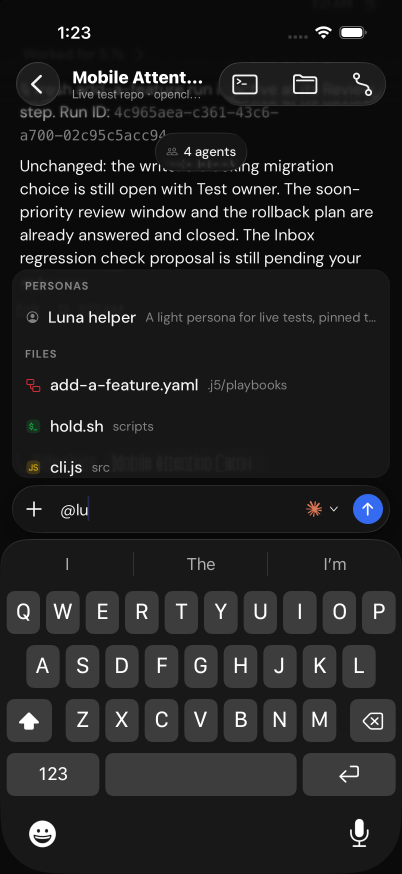 1:23
Mobile Attent...
Live test repo · opencl...
step. Run ID: 4c965aea-c361-43c6-
a700-02c95c5acc94
4 agents
Unchanged: the writes blocking migration
choice is still open with Test owner. The soon-
priority review window and the rollback plan are
already answered and closed. The Inbox
regression check proposal is still pending your
PERSONAS
Luna helper A light persona for live tests, pinned t...
FILES
add-a-feature.yaml .j5/playbooks
hold.sh scripts
cli.js src
@lu
I The I'm
Q W E R T Y U I O P
A S D F G H J K L
Z X C V B N M
123